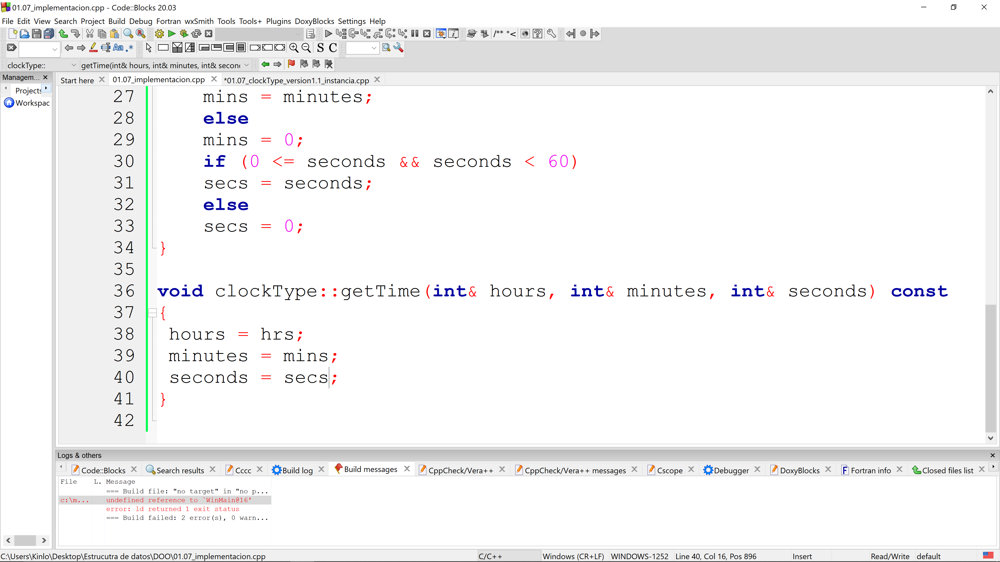 01.07_implementacion.cpp - Code::Blocks 20.03
File Edit View Search Project Build Debug Fortran wxSmith Tools Tools+ Plugins DoxyBlocks Settings Help
/** *<
Aa .* S C
clockType:: getTime(int& hours, int& minutes, int& secon
Managem... Start here 01.07_implementacion.cpp *01.07_clockType_version1.1_instancia.cpp
Projects
Workspac
27 mins = minutes;
28 else
29 mins = 0;
30 if (0 <= seconds && seconds < 60)
31 secs = seconds;
32 else
33 secs = 0;
34 }
35
36 void clockType::getTime(int& hours, int& minutes, int& seconds) const
37 {
38 hours = hrs;
39 minutes = mins;
40 seconds = secs;
41 }
42
Logs & others
Code::Blocks Search results Cccc Build log Build messages CppCheck/Vera++ CppCheck/Vera++ messages Cscope Debugger DoxyBlocks Fortran info Closed files list
File L. Message
=== Build file: "no target" in "no p...
c:\m... undefined reference to `WinMain@16'
error: ld returned 1 exit status
=== Build failed: 2 error(s), 0 warn...
C:\Users\Kinlo\Desktop\Estrucutra de datos\DOO\01.07_implementacion.cpp C/C++ Windows (CR+LF) WINDOWS-1252 Line 40, Col 16, Pos 896 Insert Read/Write default